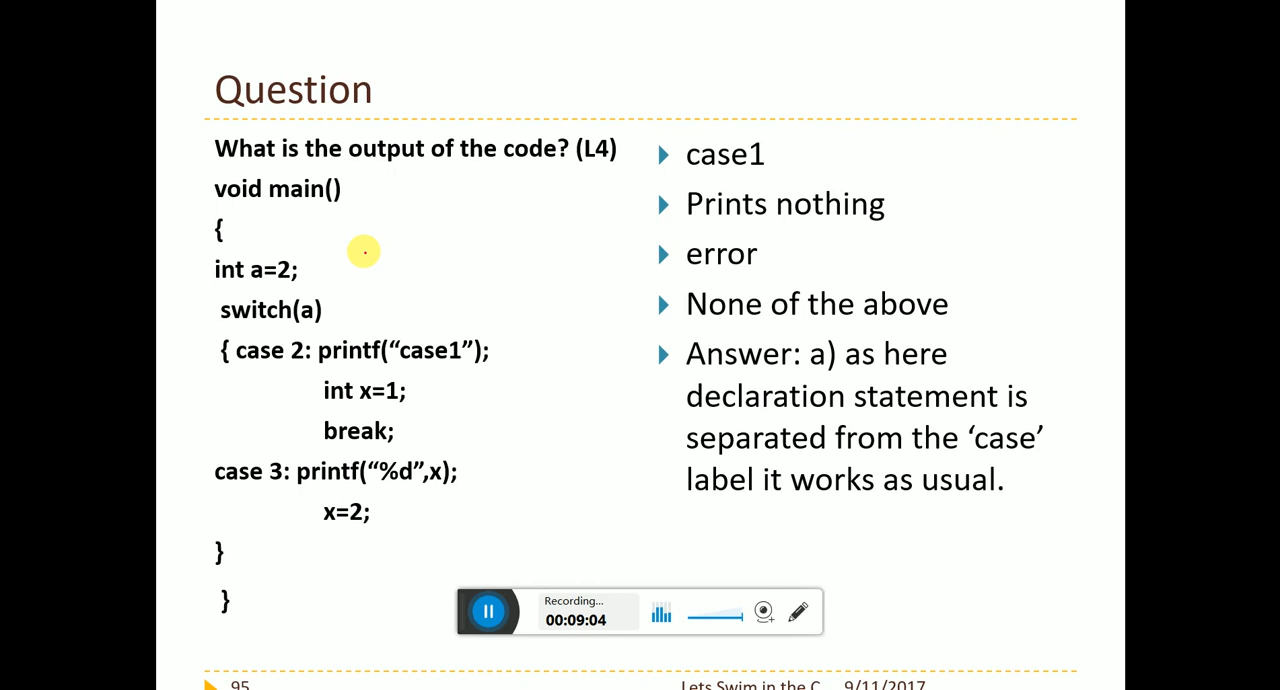 Question
What is the output of the code? (L4)
void main()
{
int a=2;
switch(a)
{ case 2: printf(“case1”);
int x=1;
break;
case 3: printf(“%d”,x);
x=2;
}
}
case1
Prints nothing
error
None of the above
Answer: a) as here
declaration statement is
separated from the ‘case’
label it works as usual.
Recording...
00:09:04
95
Lets Swim in the C 9/11/2017